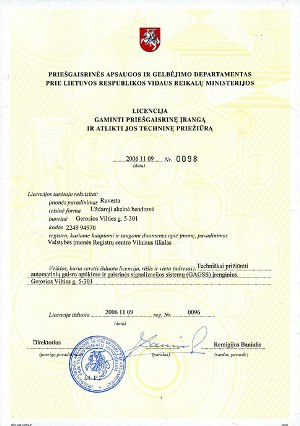 PRIEŠGAISRINĖS APSAUGOS IR GELBĖJIMO DEPARTAMENTAS
PRIE LIETUVOS RESPUBLIKOS VIDAUS REIKALŲ MINISTERIJOS
LICENCIJA
GAMINTI PRIEŠGAISRINĘ ĮRANGĄ
IR ATLIKTI JOS TECHNINĘ PRIEŽIŪRĄ
2006 11 09 Nr. 0098
(data)
Licencijos turėtojo rekvizitai:
įmonės pavadinimas Ruvesta
teisinė forma Uždaroji akcinė bendrovė
buveinė Gerosios Vilties g. 5-301
kodas 2249 94970
registro, kuriame kaupiami ir saugomi duomenys apie įmonę, pavadinimas
Valstybės įmonės Registrų centro Vilniaus filialas
Veiklos, kuria verstis išduota licencija, rūšis ir vieta (adresas) Techniškai prižiūrėti
automatinių gaisro aptikimo ir gaisrinės signalizacijos sistemų (GAGSS) įrenginius.
Gerosios Vilties g. 5-301
Licencija išduota 2006 11 09 reg. Nr. 0096
(data)
Direktorius Remigijus Baniulis
(pareigų pavadinimas) (parašas) (vardas, pavardė)